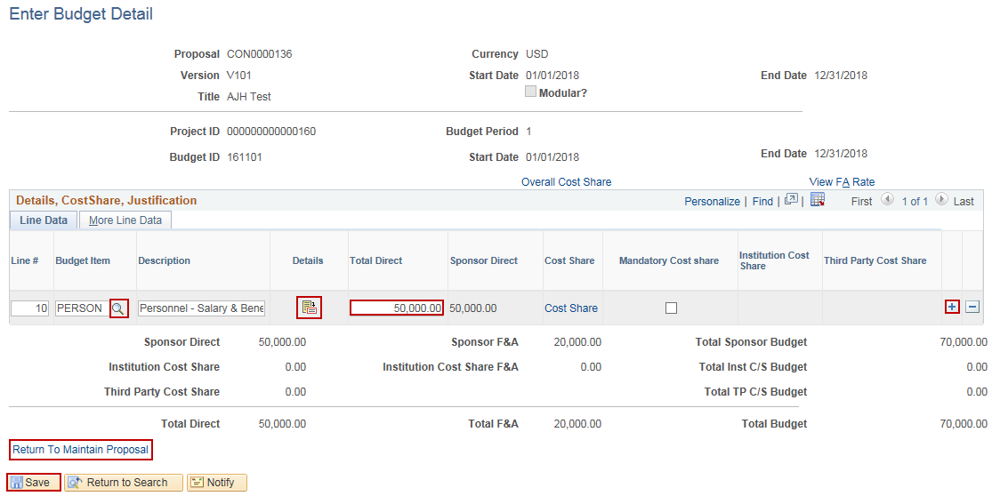 Enter Budget Detail
Proposal CON0000136 Currency USD
Version V101 Start Date 01/01/2018 End Date 12/31/2018
Title AJH Test Modular?
Project ID 000000000000160 Budget Period 1
Budget ID 161101 Start Date 01/01/2018 End Date 12/31/2018
Overall Cost Share View FA Rate
Details, CostShare, Justification Personalize | Find | | First 1 of 1 Last
Line Data More Line Data
Line # Budget Item Description Details Total Direct Sponsor Direct Cost Share Mandatory Cost share Institution Cost Share Third Party Cost Share
10 PERSON Personnel - Salary & Bene 50,000.00 50,000.00 Cost Share
Sponsor Direct 50,000.00 Sponsor F&A 20,000.00 Total Sponsor Budget 70,000.00
Institution Cost Share 0.00 Institution Cost Share F&A 0.00 Total Inst C/S Budget 0.00
Third Party Cost Share 0.00 Total TP C/S Budget 0.00
Total Direct 50,000.00 Total F&A 20,000.00 Total Budget 70,000.00
Return To Maintain Proposal
Save Return to Search Notify